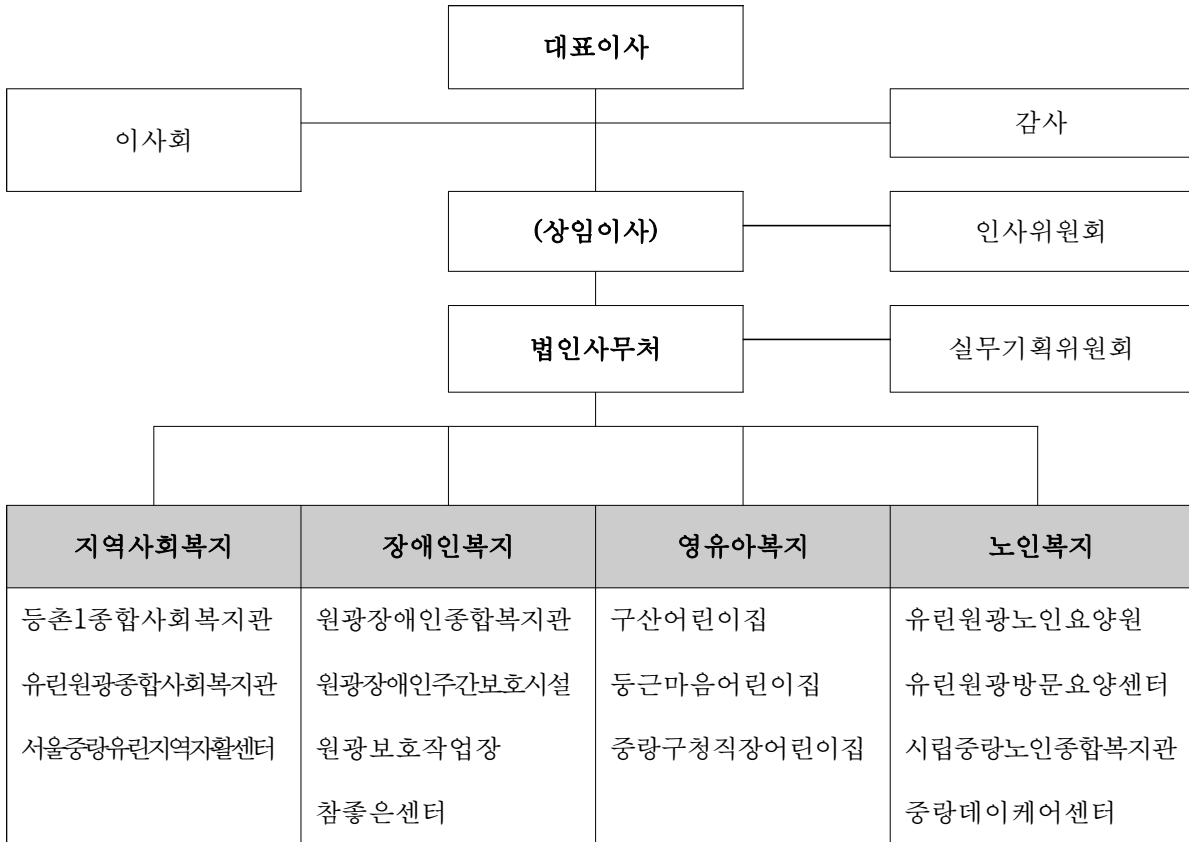 대표이사
이사회
감사
(상임이사)
인사위원회
법인사무처
실무기획위원회
지역사회복지
장애인복지
영유아복지
노인복지
등촌1종합사회복지관
원광장애인종합복지관
구산어린이집
유린원광노인요양원
유린원광종합사회복지관
원광장애인주간보호시설
둥근마음어린이집
유린원광방문요양센터
서울중랑유린지역자활센터
원광보호작업장
중랑구청직장어린이집
시립중랑노인종합복지관
참좋은센터
중랑데이케어센터